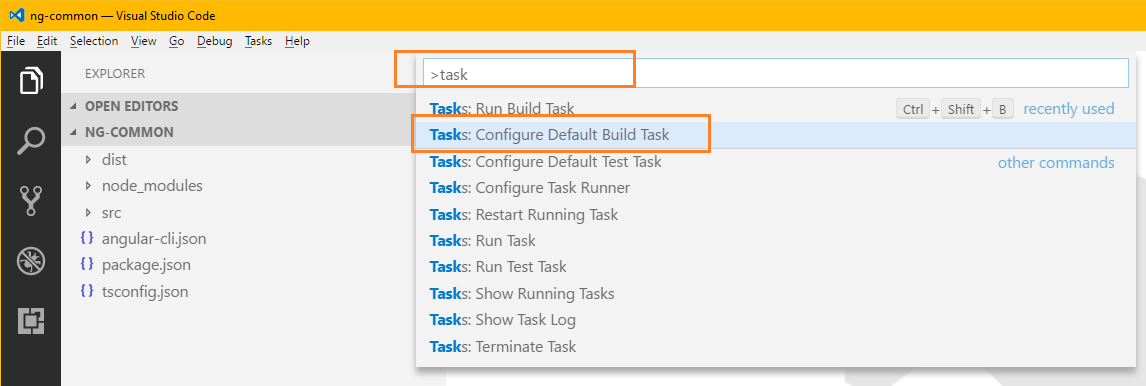 ng-common — Visual Studio Code
File Edit Selection View Go Debug Tasks Help
EXPLORER
OPEN EDITORS
NG-COMMON
dist
node_modules
src
{ } angular-cli.json
{ } package.json
{ } tsconfig.json
>task
Tasks: Run Build Task Ctrl + Shift + B recently used
Tasks: Configure Default Build Task
Tasks: Configure Default Test Task other commands
Tasks: Configure Task Runner
Tasks: Restart Running Task
Tasks: Run Task
Tasks: Run Test Task
Tasks: Show Running Tasks
Tasks: Show Task Log
Tasks: Terminate Task